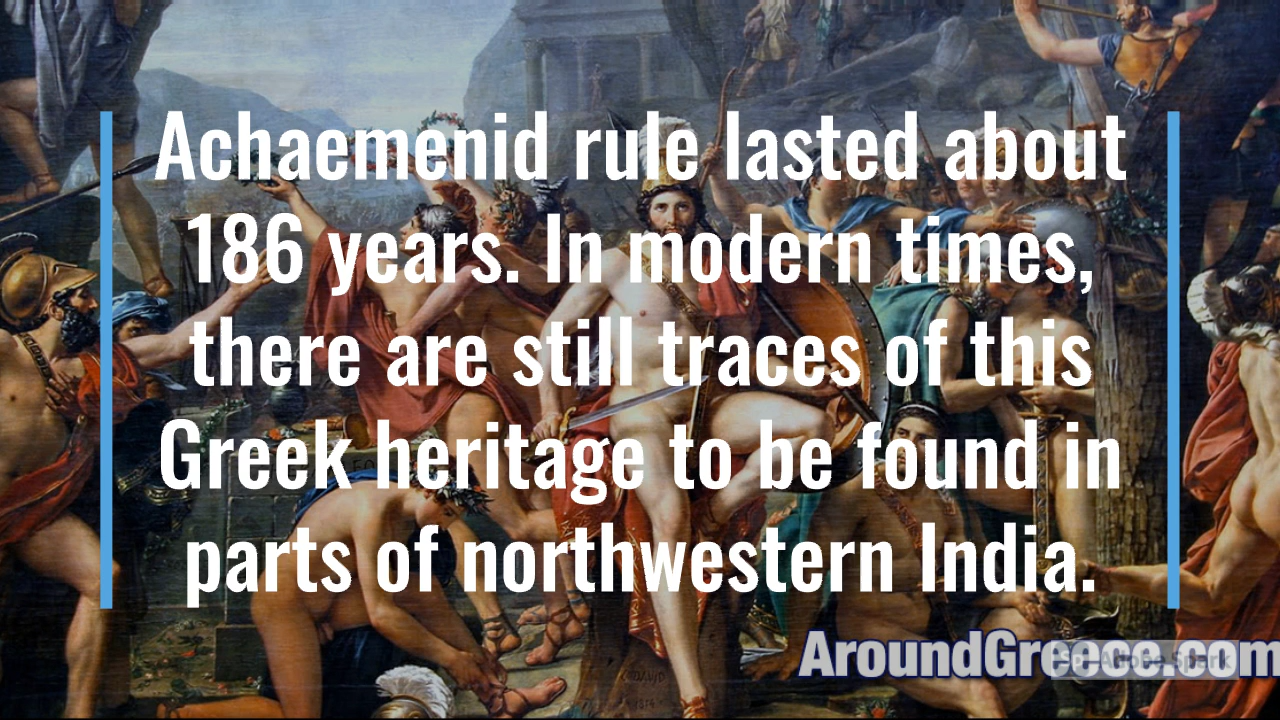 Achaemenid rule lasted about
186 years. In modern times,
there are still traces of this
Greek heritage to be found in
parts of northwestern India.
AroundGreece.com